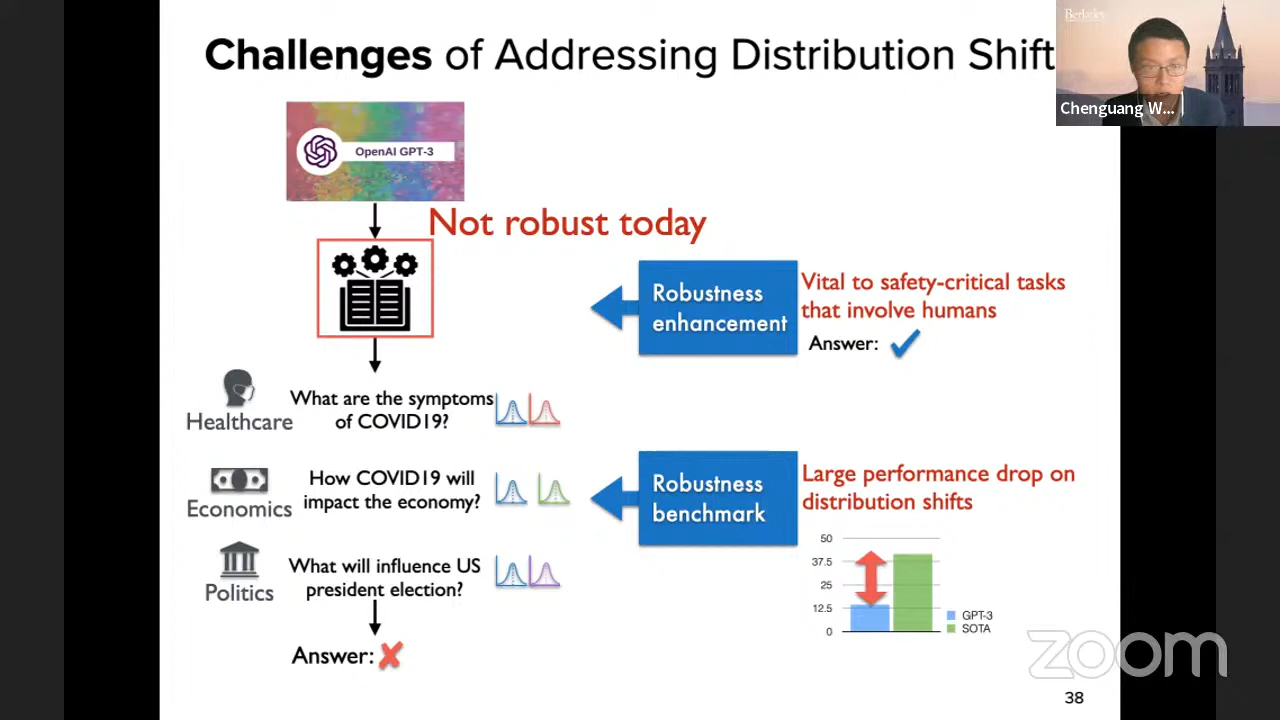 Challenges of Addressing Distribution Shift
Berkeley
Chenguang W...
OpenAI GPT-3
Not robust today
Robustness
enhancement
Vital to safety-critical tasks
that involve humans
Answer:
Healthcare
What are the symptoms
of COVID19?
Economics
How COVID19 will
impact the economy?
Robustness
benchmark
Large performance drop on
distribution shifts
50
37.5
25
12.5
0
GPT-3
SOTA
Politics
What will influence US
president election?
Answer:
zoom
38